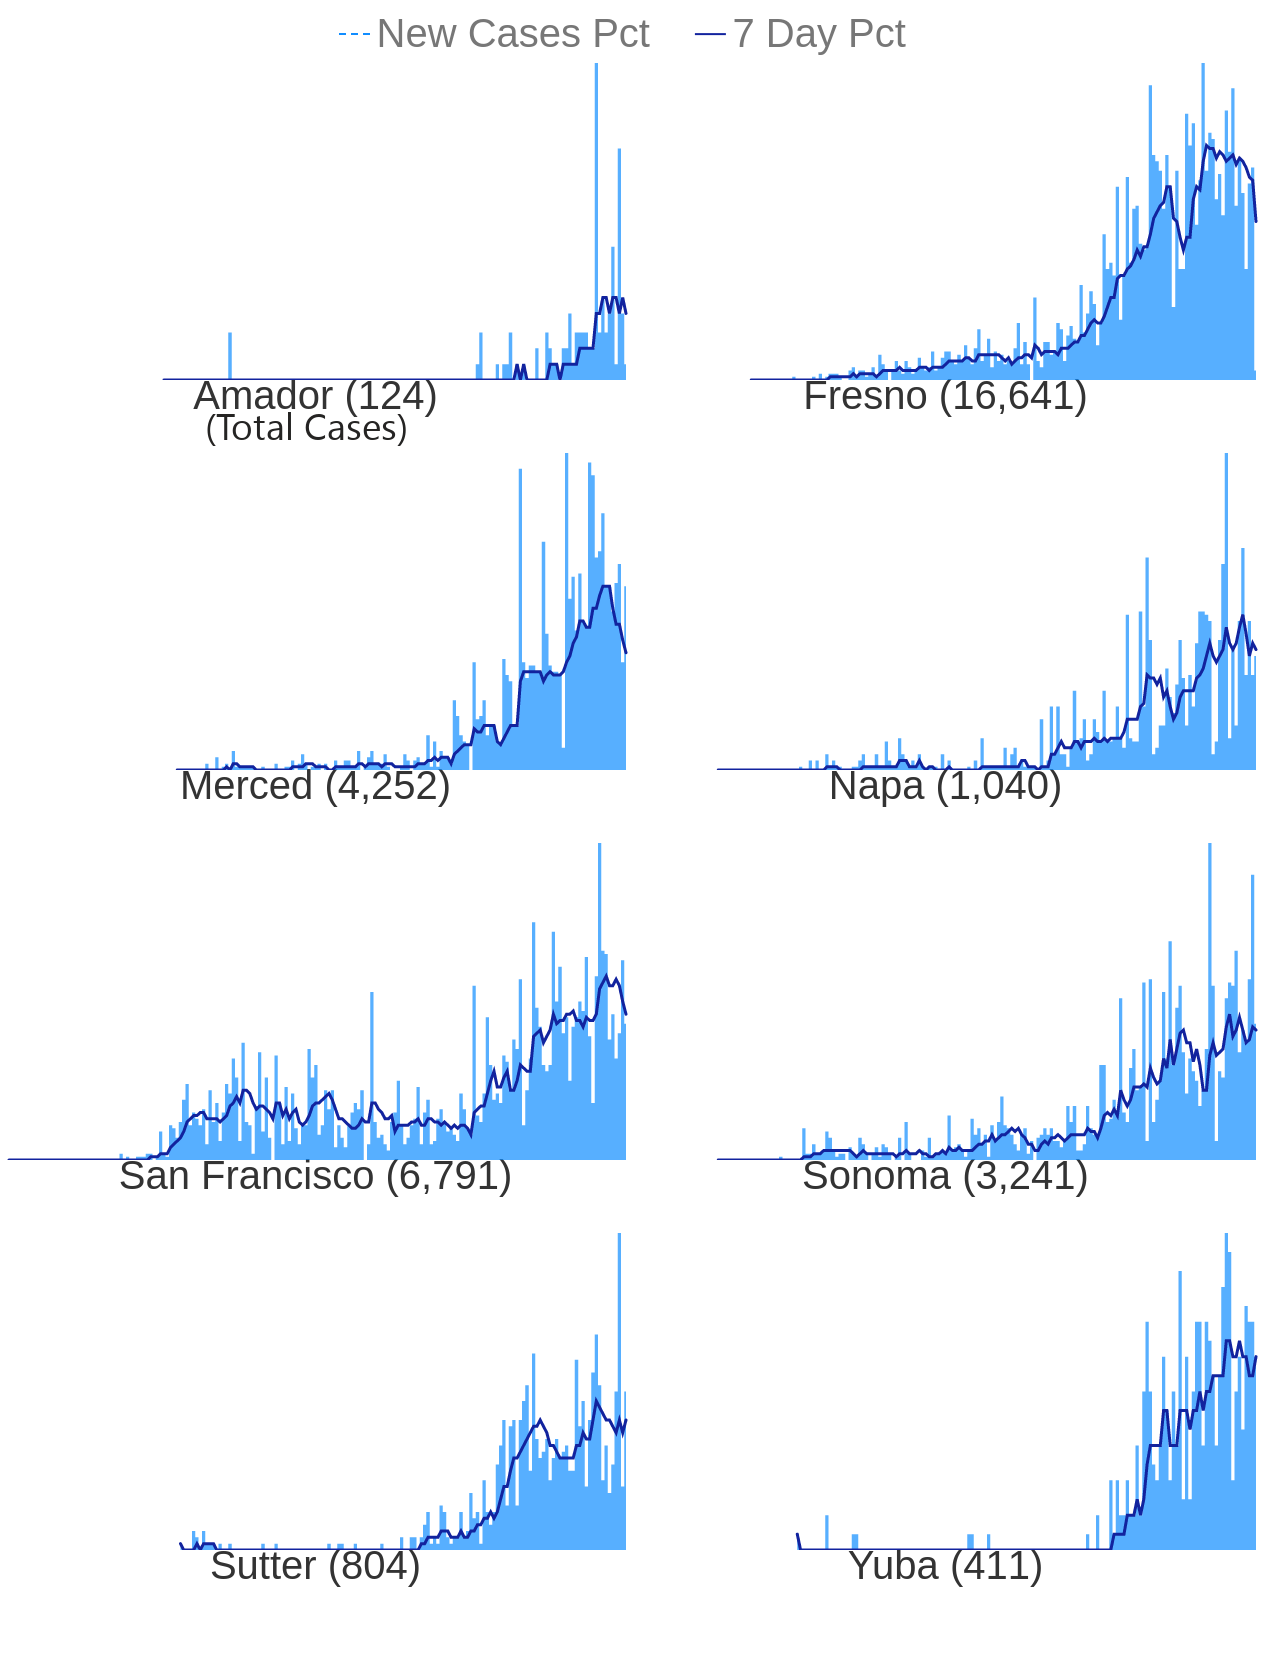 New Cases Pct 7 Day Pct
Amador (124) Fresno (16,641)
(Total Cases)
Merced (4,252) Napa (1,040)
San Francisco (6,791) Sonoma (3,241)
Sutter (804) Yuba (411)